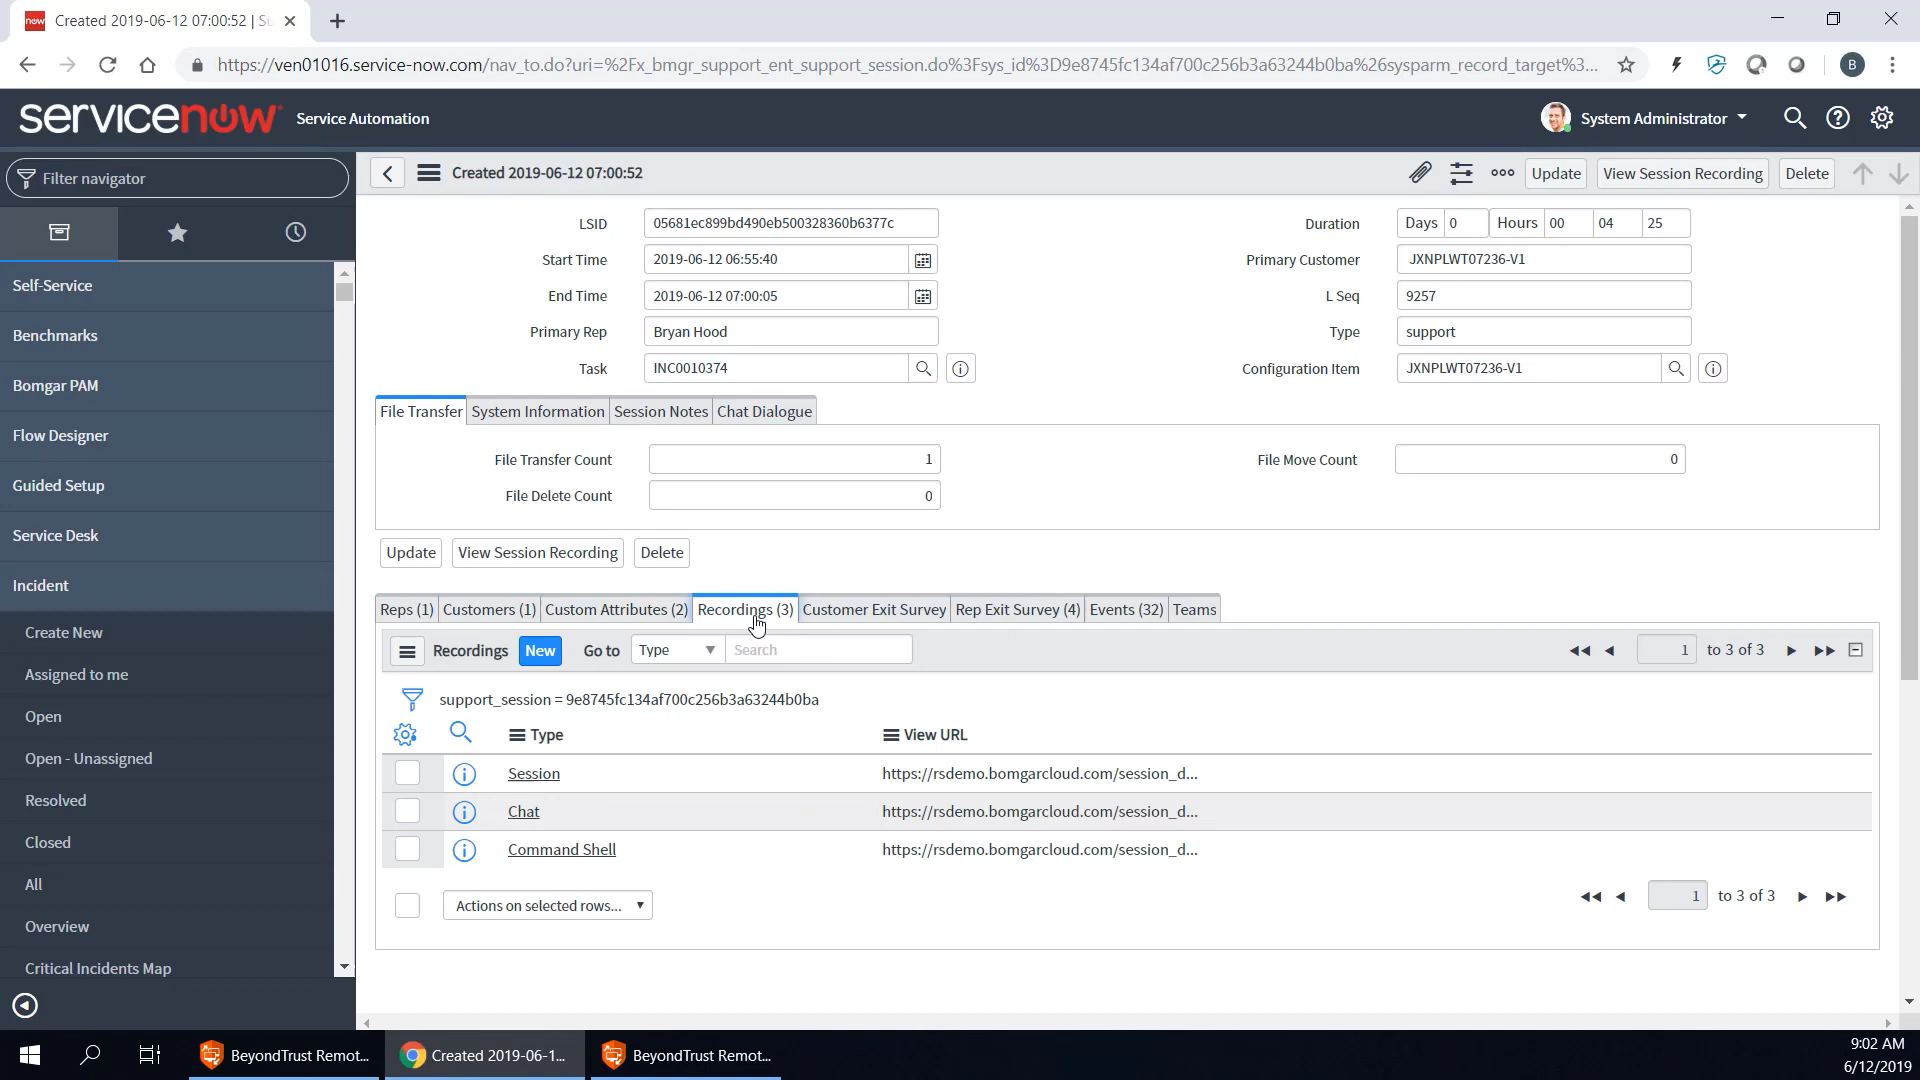 now Created 2019-06-12 07:00:52 | Su
https://ven01016.service-now.com/nav_to.do?uri=%2Fx_bmgr_support_ent_support_session.do%3Fsys_id%3D9e8745fc134af700c256b3a63244b0ba%26sysparm_record_target%3... B
servicenow Service Automation System Administrator
Filter navigator
Created 2019-06-12 07:00:52 Update View Session Recording Delete
Self-Service
Benchmarks
Bomgar PAM
Flow Designer
Guided Setup
Service Desk
Incident
Create New
Assigned to me
Open
Open - Unassigned
Resolved
Closed
All
Overview
Critical Incidents Map
LSID 05681ec899bd490eb500328360b6377c Duration Days 0 Hours 00 04 25
Start Time 2019-06-12 06:55:40 Primary Customer JXNPLWT07236-V1
End Time 2019-06-12 07:00:05 L Seq 9257
Primary Rep Bryan Hood Type support
Task INC0010374 Configuration Item JXNPLWT07236-V1
File Transfer System Information Session Notes Chat Dialogue
File Transfer Count 1 File Move Count 0
File Delete Count 0
Update View Session Recording Delete
Reps (1) Customers (1) Custom Attributes (2) Recordings (3) Customer Exit Survey Rep Exit Survey (4) Events (32) Teams
Recordings New Go to Type Search 1 to 3 of 3
support_session = 9e8745fc134af700c256b3a63244b0ba
Type View URL
Session https://rsdemo.bomgarcloud.com/session_d...
Chat https://rsdemo.bomgarcloud.com/session_d...
Command Shell https://rsdemo.bomgarcloud.com/session_d...
Actions on selected rows... 1 to 3 of 3
BeyondTrust Remot... Created 2019-06-1... BeyondTrust Remot... 9:02 AM
6/12/2019